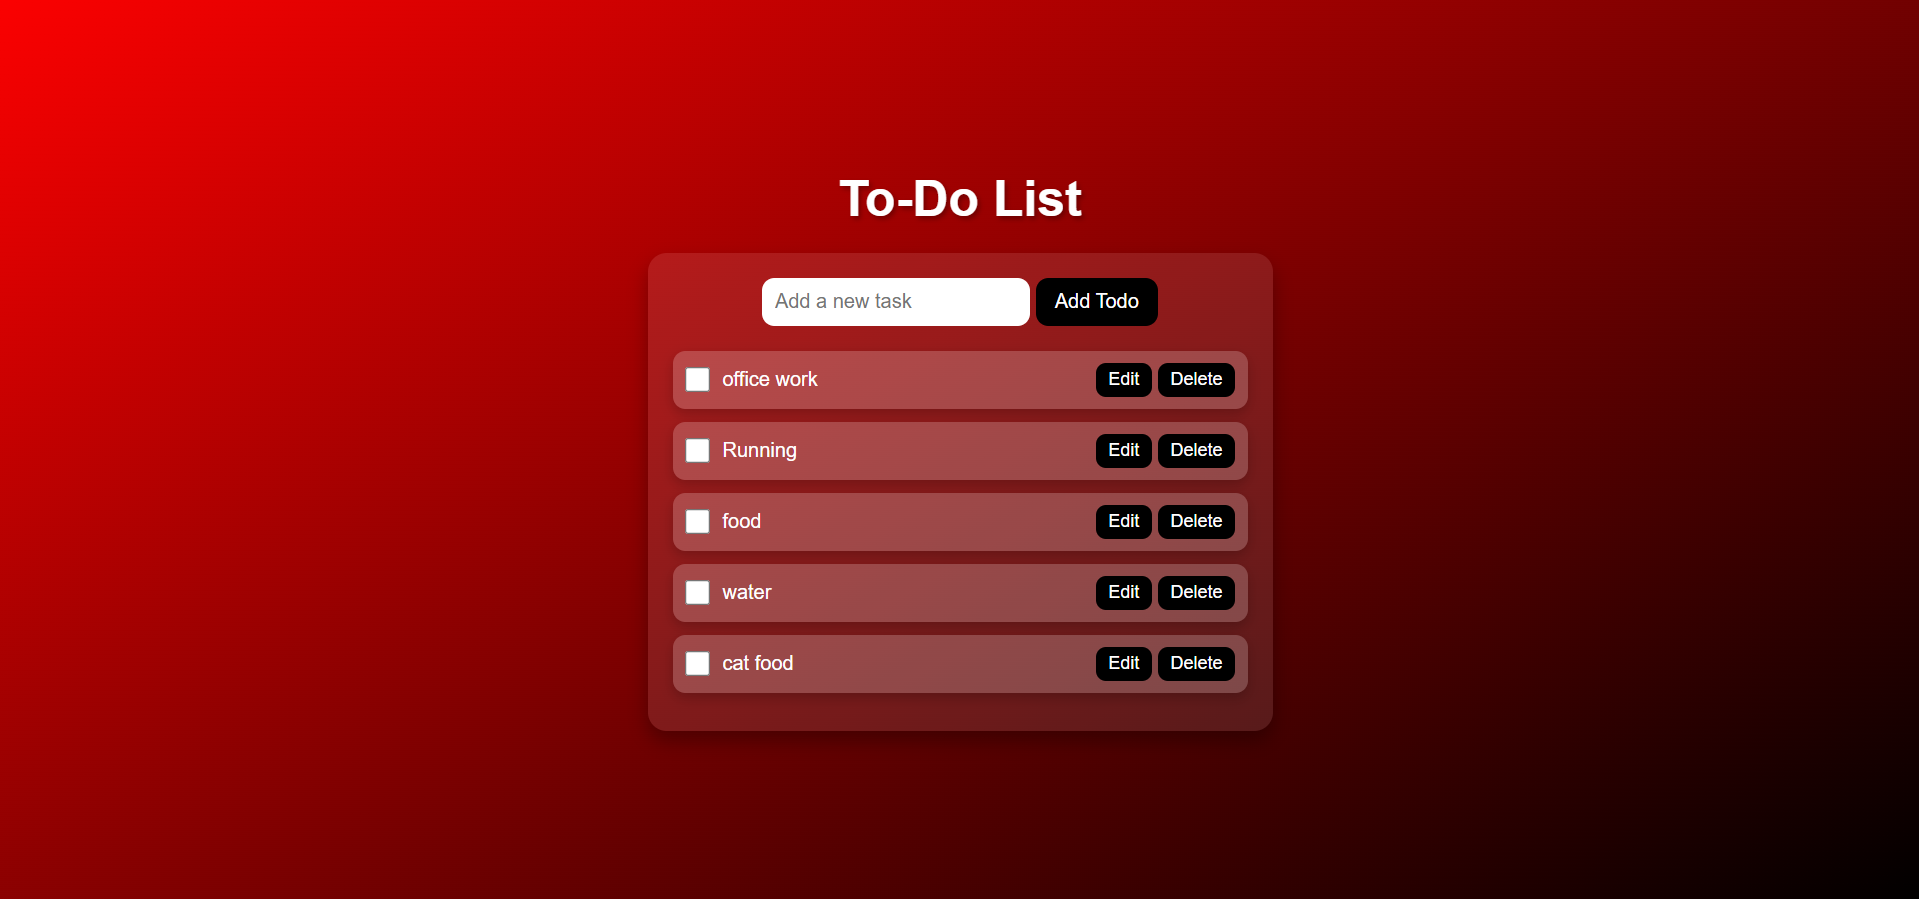 To-Do List
Add a new task Add Todo
office work Edit Delete
Running Edit Delete
food Edit Delete
water Edit Delete
cat food Edit Delete